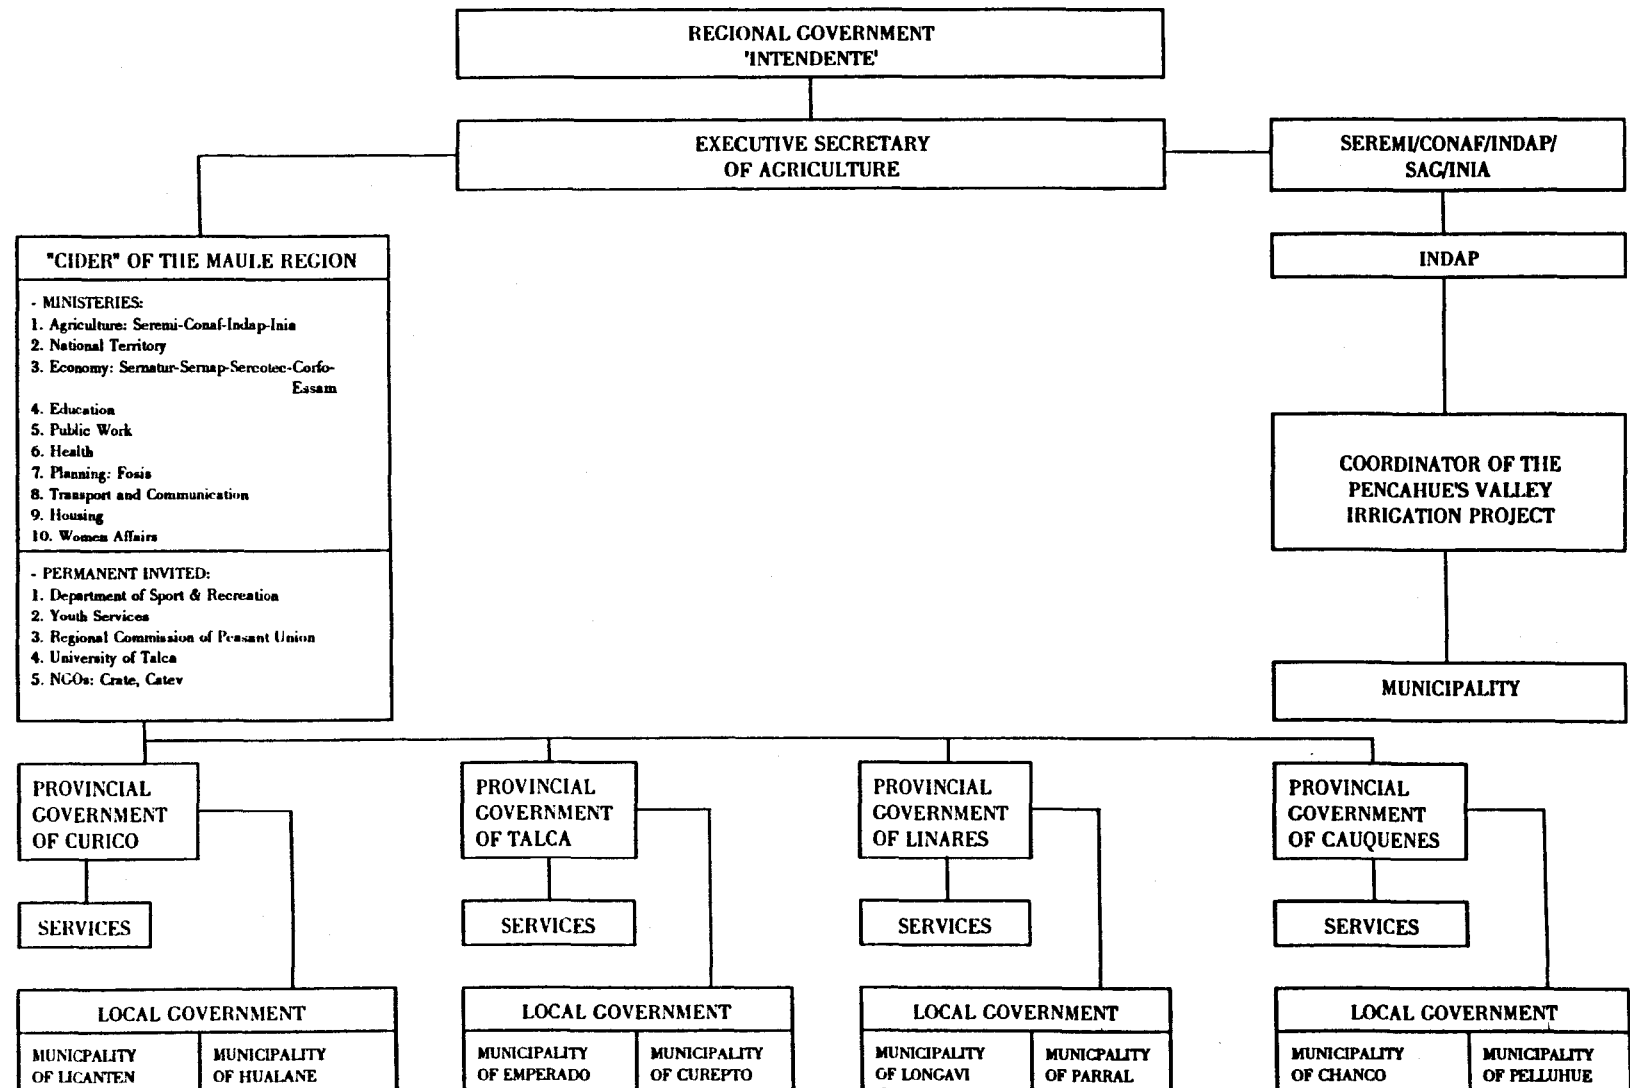 REGIONAL GOVERNMENT
'INTENDENTE'
EXECUTIVE SECRETARY
OF AGRICULTURE
SEREMI/CONAF/INDAP/
SAG/INIA
"CIDER" OF THE MAULE REGION
- MINISTERIES:
1. Agriculture: Seremi-Conaf-Indap-Inia
2. National Territory
3. Economy: Sernatur-Sernap-Sercotec-Corfo-
Essam
4. Education
5. Public Work
6. Health
7. Planning: Fosis
8. Transport and Communication
9. Housing
10. Women Affairs
- PERMANENT INVITED:
1. Department of Sport & Recreation
2. Youth Services
3. Regional Commission of Peasant Union
4. University of Talca
5. NGOs: Crate, Catev
INDAP
COORDINATOR OF THE
PENCAHUE'S VALLEY
IRRIGATION PROJECT
MUNICIPALITY
PROVINCIAL
GOVERNMENT
OF CURICO
SERVICES
LOCAL GOVERNMENT
MUNICPALITY
OF LICANTEN
MUNICIPALITY
OF HUALANE
PROVINCIAL
GOVERNMENT
OF TALCA
SERVICES
LOCAL GOVERNMENT
MUNICIPALITY
OF EMPERADO
MUNICIPALITY
OF CUREPTO
PROVINCIAL
GOVERNMENT
OF LINARES
SERVICES
LOCAL GOVERNMENT
MUNICIPALITY
OF LONGAVI
MUNICPALITY
OF PARRAL
PROVINCIAL
GOVERNMENT
OF CAUQUENES
SERVICES
LOCAL GOVERNMENT
MUNICIPALITY
OF CHANCO
MUNICIPALITY
OF PELLUHUE